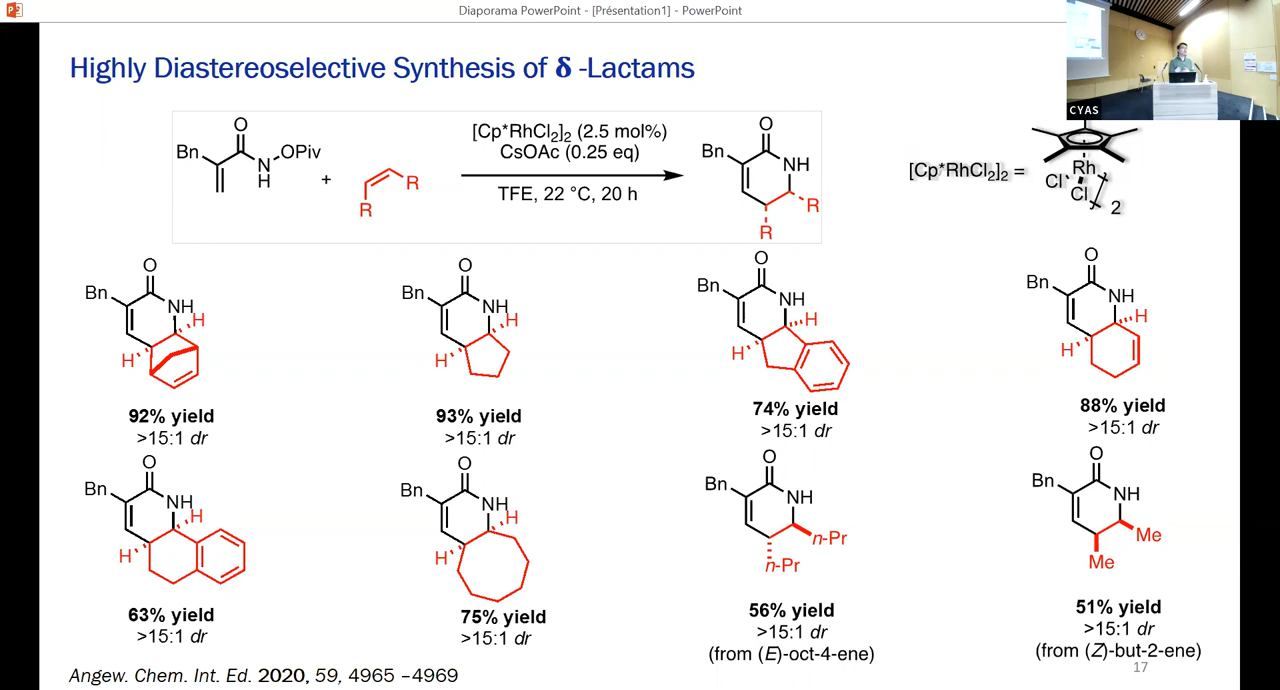 Diaporama PowerPoint - [Présentation1] - PowerPoint
CYAS
Highly Diastereoselective Synthesis of δ -Lactams
Bn
O
N
H
OPiv
+
R
R
[Cp*RhCl2]2 (2.5 mol%)
CsOAc (0.25 eq)
TFE, 22 °C, 20 h
Bn
O
NH
R
R
[Cp*RhCl2]2 =
Rh
Cl
Cl
2
Bn
O
NH
H
H
92% yield
>15:1 dr
Bn
O
NH
H
H
93% yield
>15:1 dr
Bn
O
NH
H
H
74% yield
>15:1 dr
Bn
O
NH
H
H
88% yield
>15:1 dr
Bn
O
NH
H
H
63% yield
>15:1 dr
Bn
O
NH
H
H
75% yield
>15:1 dr
Bn
O
NH
n-Pr
n-Pr
56% yield
>15:1 dr
(from (E)-oct-4-ene)
Bn
O
NH
Me
Me
51% yield
>15:1 dr
(from (Z)-but-2-ene)
17
Angew. Chem. Int. Ed. 2020, 59, 4965 –4969